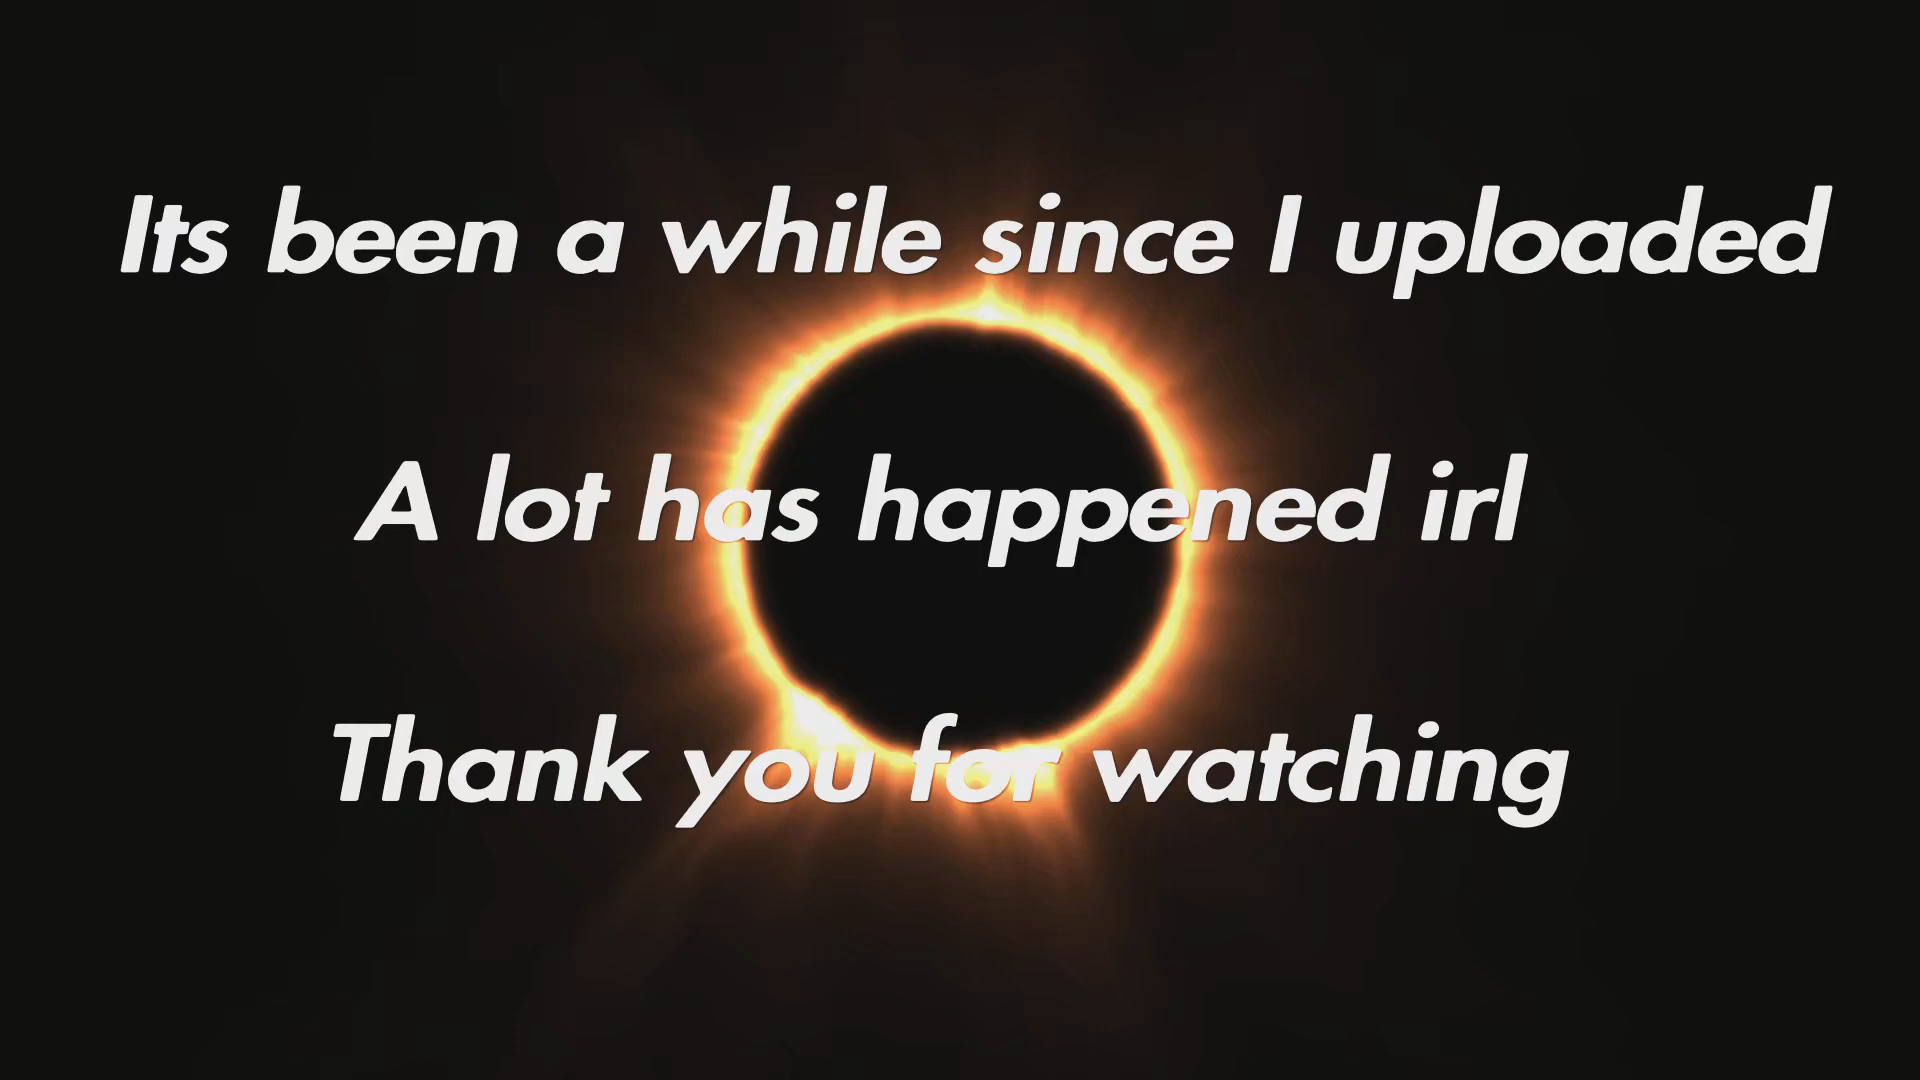 Its been a while since I uploaded
A lot has happened irl
Thank you for watching